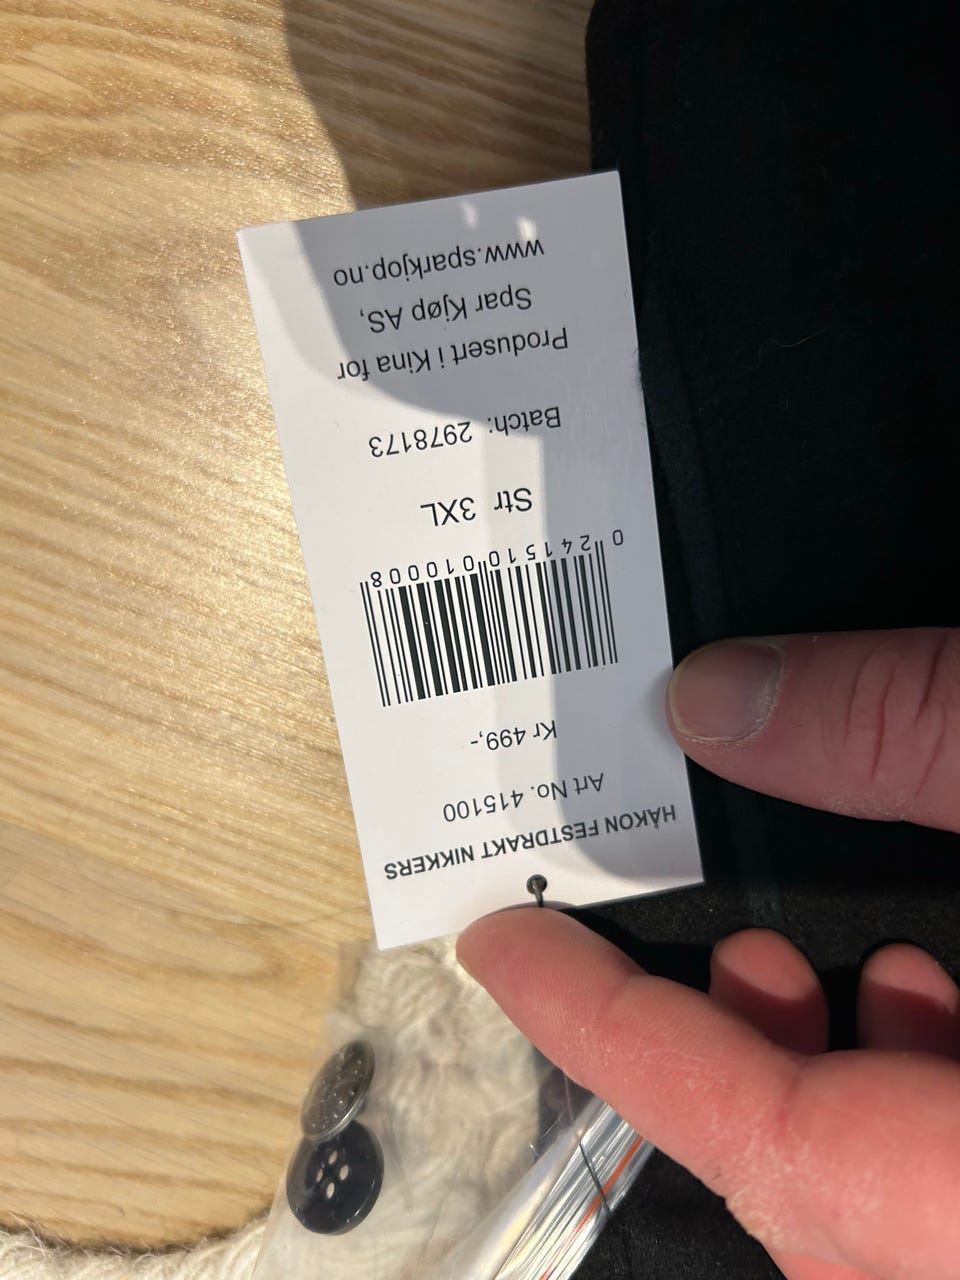 HÅKON FESTDRAKT NIKKERS
Art No. 415100
Kr 499,-
0 241510 010008
Str 3XL
Batch: 2978173
Produsert i Kina for
Spar Kjøp AS,
www.sparkjop.no